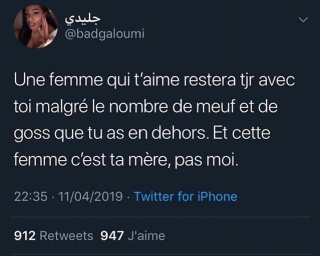 جليدي
@badgaloumi
Une femme qui t'aime restera tjr avec
toi malgré le nombre de meuf et de
goss que tu as en dehors. Et cette
femme c'est ta mère, pas moi.
22:35 · 11/04/2019 · Twitter for iPhone
912 Retweets 947 J'aime